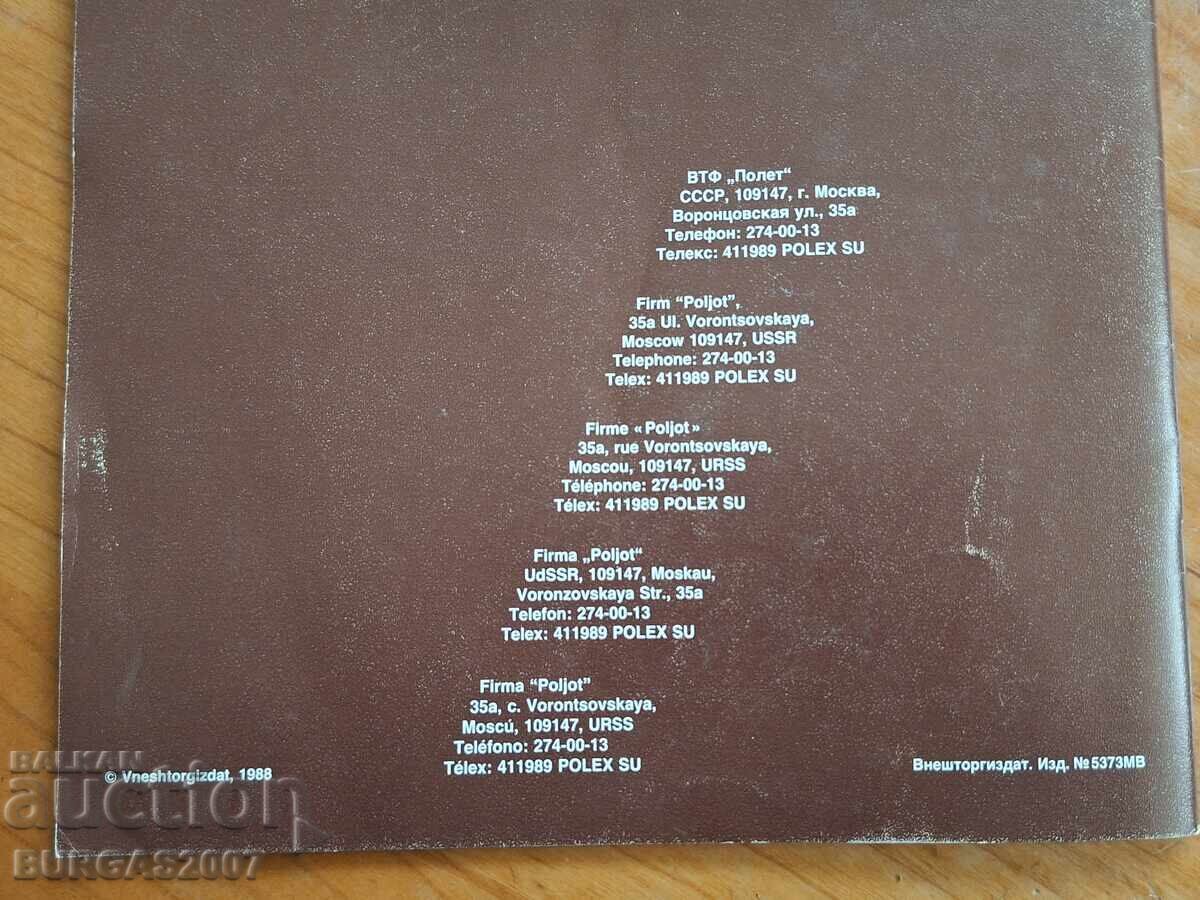 ВТФ „Полет“
СССР, 109147, г. Москва,
Воронцовская ул., 35а
Телефон: 274-00-13
Телекс: 411989 POLEX SU
Firm “Poljot”,
35a Ul. Vorontsovskaya,
Moscow 109147, USSR
Telephone: 274-00-13
Telex: 411989 POLEX SU
Firme « Poljot »
35a, rue Vorontsovskaya,
Moscou, 109147, URSS
Téléphone: 274-00-13
Télex: 411989 POLEX SU
Firma „Poljot“
UdSSR, 109147, Moskau,
Voronzovskaya Str., 35a
Telefon: 274-00-13
Telex: 411989 POLEX SU
Firma “Poljot”
35a, c. Vorontsovskaya,
Moscú, 109147, URSS
Teléfono: 274-00-13
Télex: 411989 POLEX SU
© Vneshtorgizdat, 1988
Внешторгиздат. Изд. № 5373МВ
BALKAN
auction
BURGAS2007